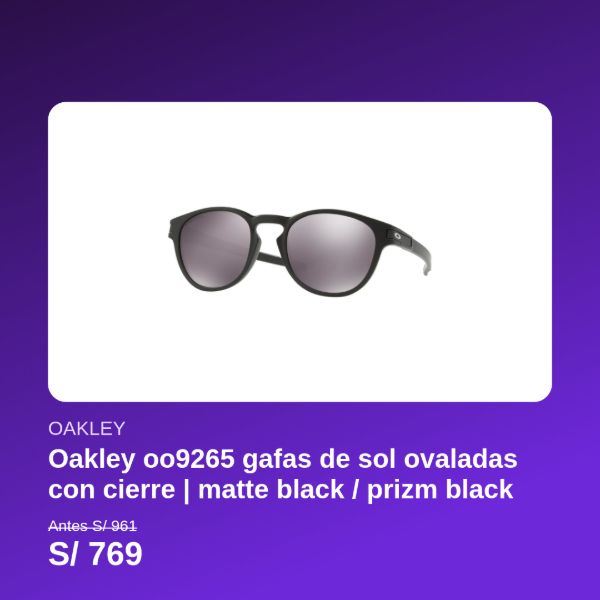 OAKLEY
Oakley oo9265 gafas de sol ovaladas
con cierre | matte black / prizm black
Antes S/ 961
S/ 769